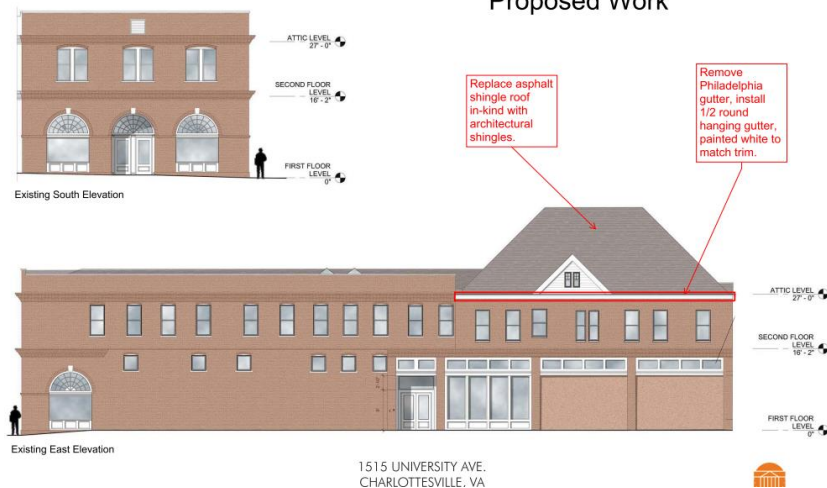 Proposed Work
ATTIC LEVEL
27' - 0"
SECOND FLOOR
LEVEL
16' - 2"
FIRST FLOOR
LEVEL
0"
Existing South Elevation
Replace asphalt
shingle roof
in-kind with
architectural
shingles.
Remove
Philadelphia
gutter, install
1/2 round
hanging gutter,
painted white to
match trim.
ATTIC LEVEL
27' - 0"
SECOND FLOOR
LEVEL
16' - 2"
FIRST FLOOR
LEVEL
0"
Existing East Elevation
1515 UNIVERSITY AVE.
CHARLOTTESVILLE, VA